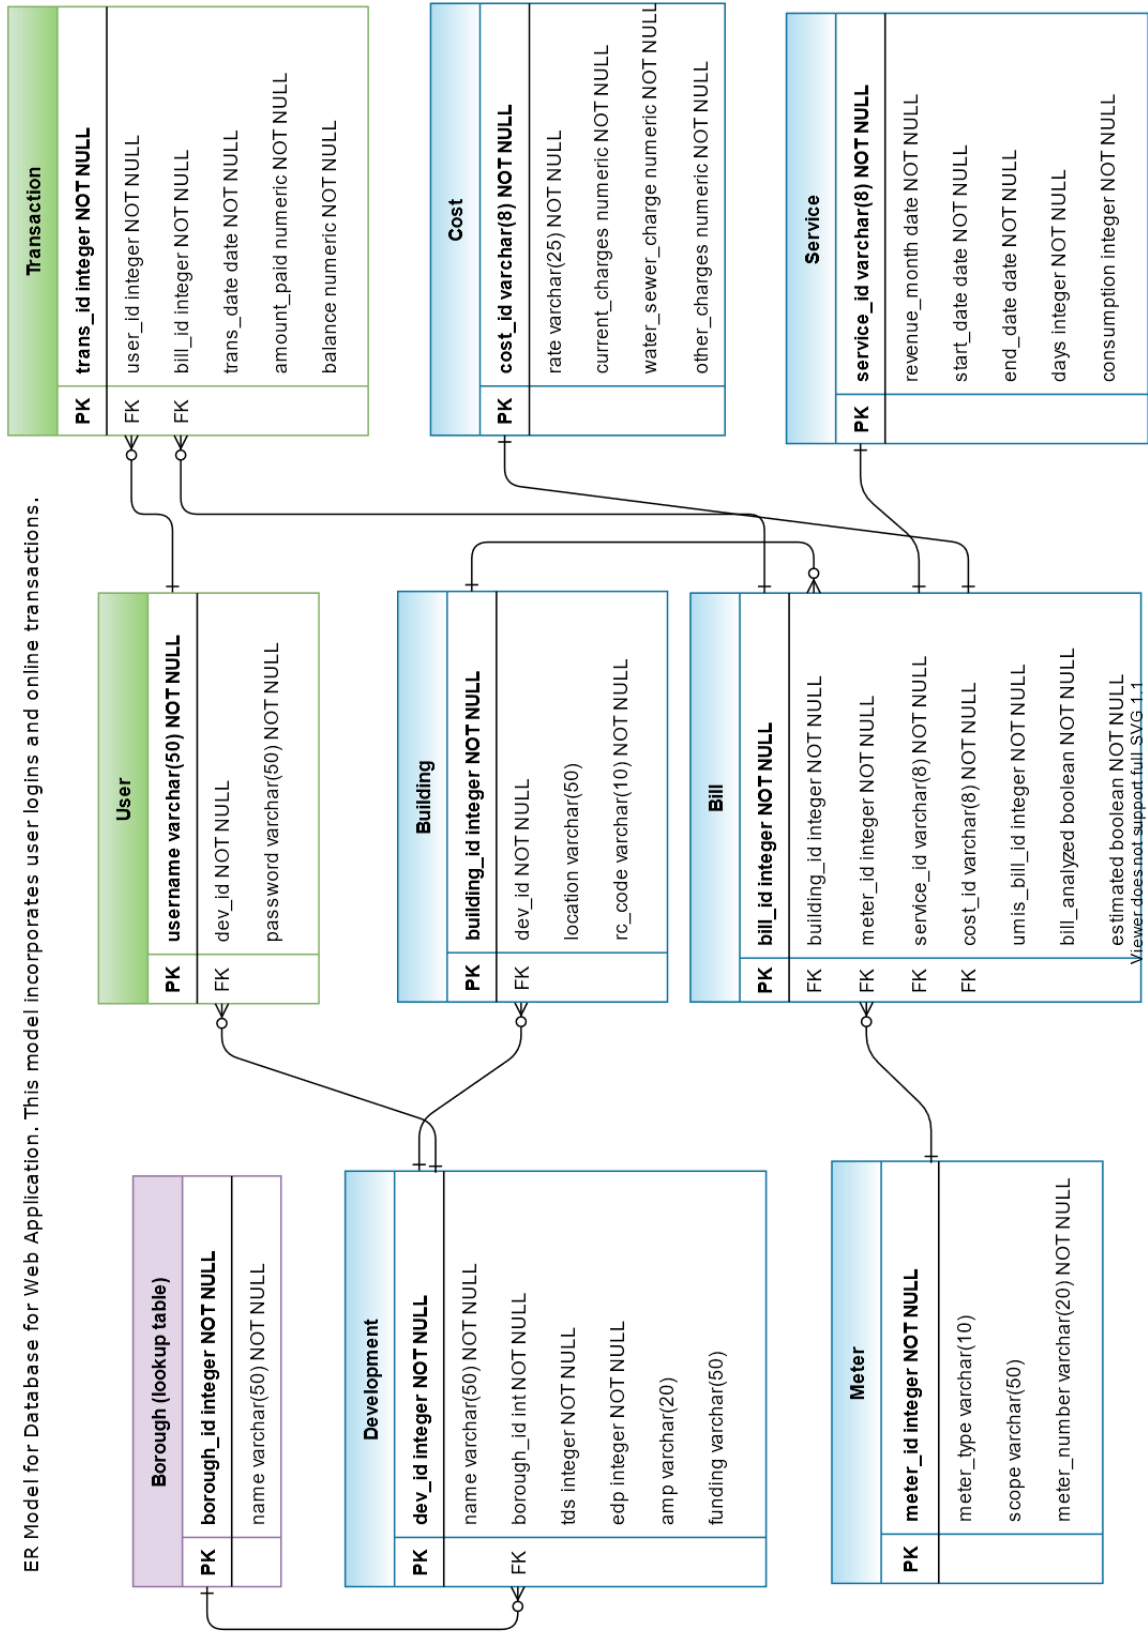 ER Model for Database for Web Application. This model incorporates user logins and online transactions.
Borough (lookup table)
PK borough_id integer NOT NULL
name varchar(50) NOT NULL
Development
PK dev_id integer NOT NULL
name varchar(50) NOT NULL
FK borough_id int NOT NULL
tds integer NOT NULL
edp integer NOT NULL
amp varchar(20)
funding varchar(50)
Meter
PK meter_id integer NOT NULL
meter_type varchar(10)
scope varchar(50)
meter_number varchar(20) NOT NULL
User
PK username varchar(50) NOT NULL
FK dev_id NOT NULL
password varchar(50) NOT NULL
Building
PK building_id integer NOT NULL
FK dev_id NOT NULL
location varchar(50)
rc_code varchar(10) NOT NULL
Bill
PK bill_id integer NOT NULL
FK building_id integer NOT NULL
FK meter_id integer NOT NULL
FK service_id varchar(8) NOT NULL
FK cost_id varchar(8) NOT NULL
umis_bill_id integer NOT NULL
bill_analyzed boolean NOT NULL
estimated boolean NOT NULL
Viewer does not support full SVG 1.1
Transaction
PK trans_id integer NOT NULL
FK user_id integer NOT NULL
FK bill_id integer NOT NULL
trans_date date NOT NULL
amount_paid numeric NOT NULL
balance numeric NOT NULL
Cost
PK cost_id varchar(8) NOT NULL
rate varchar(25) NOT NULL
current_charges numeric NOT NULL
water_sewer_charge numeric NOT NULL
other_charges numeric NOT NULL
Service
PK service_id varchar(8) NOT NULL
revenue_month date NOT NULL
start_date date NOT NULL
end_date date NOT NULL
days integer NOT NULL
consumption integer NOT NULL